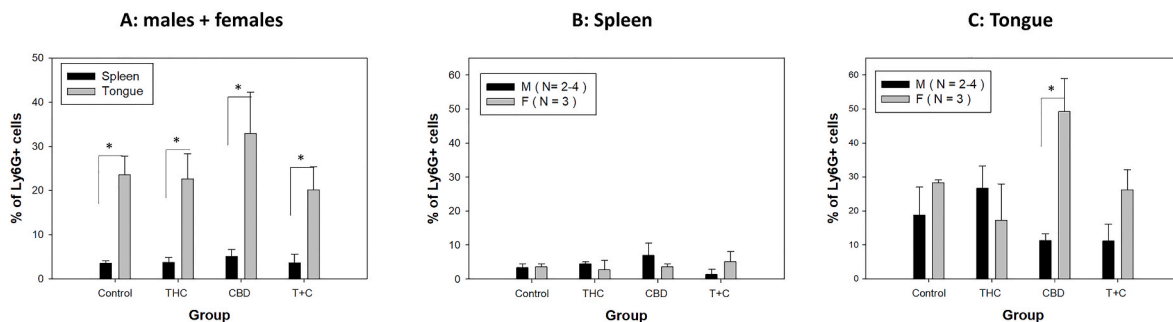 A: males + females
% of Ly6G+ cells
50
40
30
20
10
0
Spleen
Tongue
*
*
*
*
Control
THC
CBD
T+C
Group
B: Spleen
% of Ly6G+ cells
60
50
40
30
20
10
0
M ( N= 2-4 )
F ( N = 3 )
Control
THC
CBD
T+C
Group
C: Tongue
% of Ly6G+ cells
60
50
40
30
20
10
0
M ( N= 2-4 )
F ( N = 3 )
*
Control
THC
CBD
T+C
Group